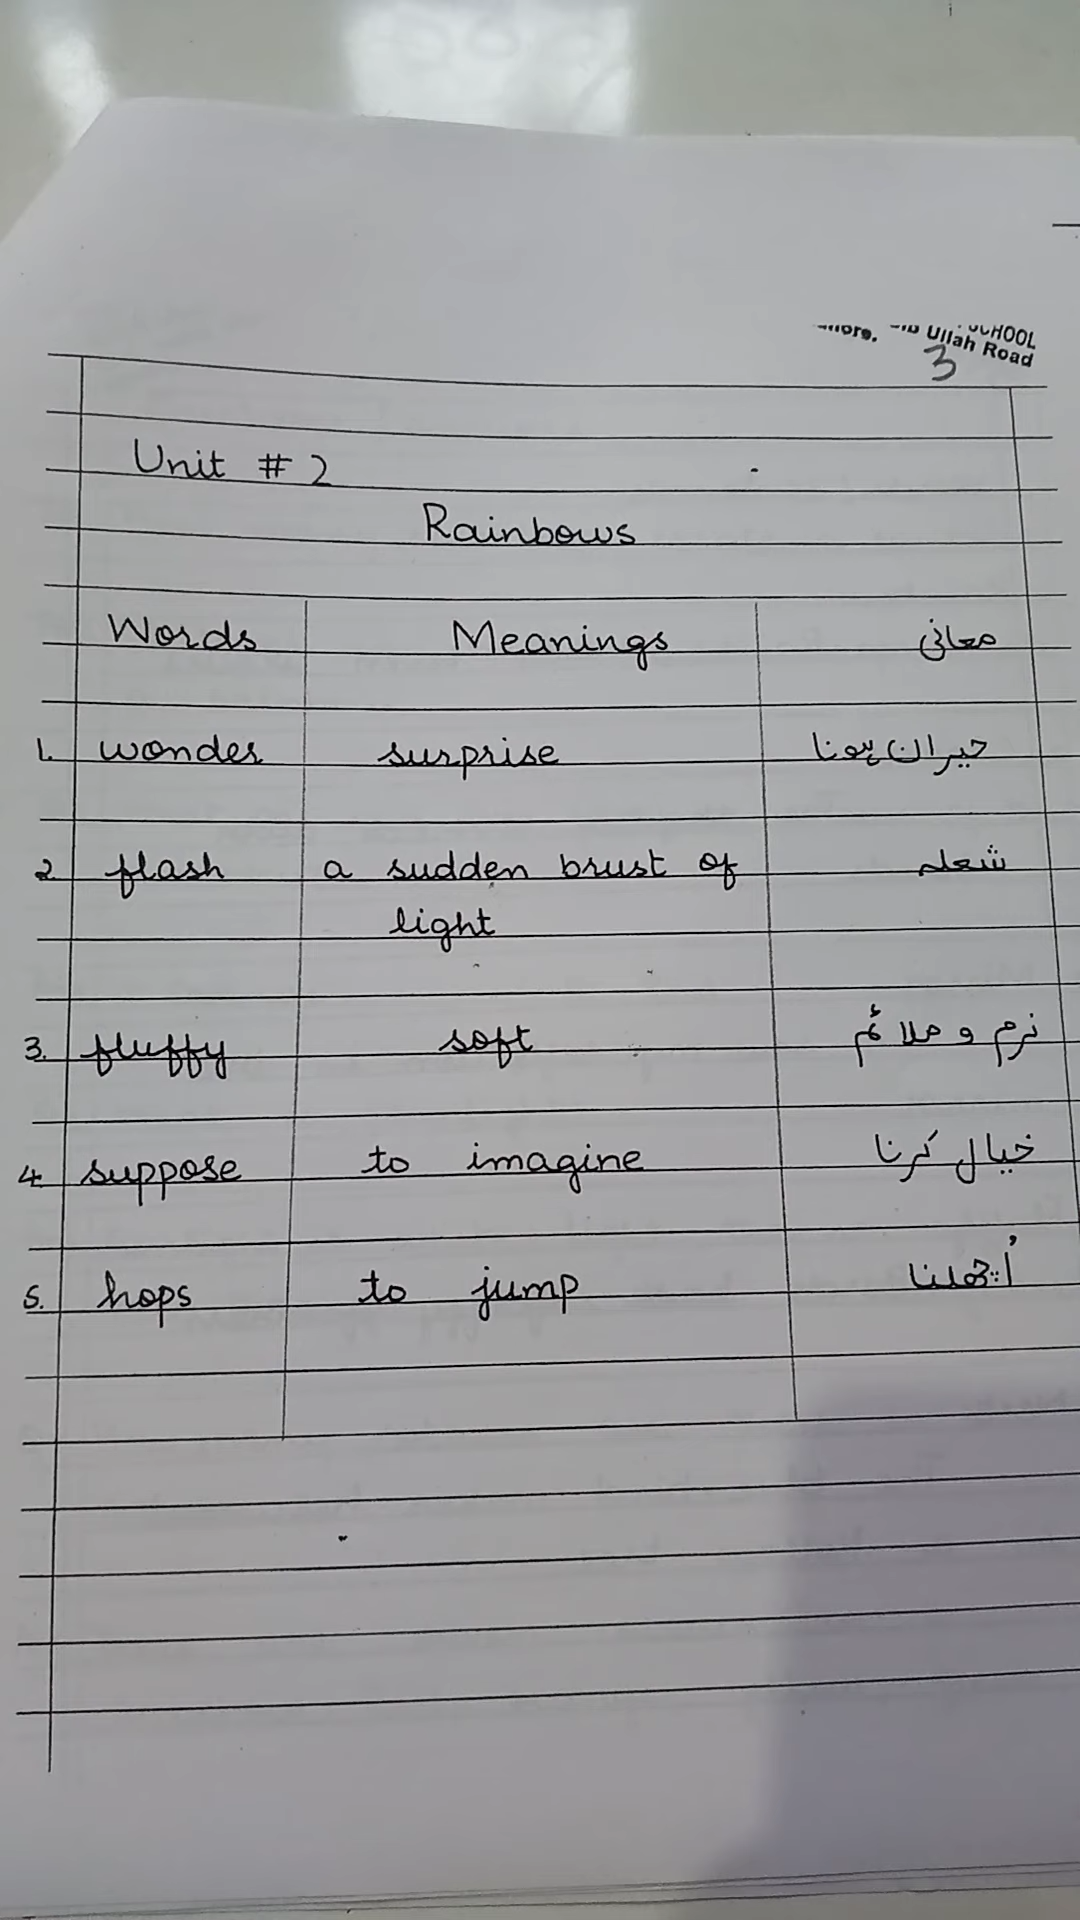 SCHOOL
Ullah Road
3
Unit # 2
Rainbows
Words Meanings معانی
1. wonder surprise حیران ہونا
2 flash a sudden brust of شعلہ
light
3. fluffy soft نرم و ملائم
4. suppose to imagine خیال کرنا
5. hops to jump اُچھلنا